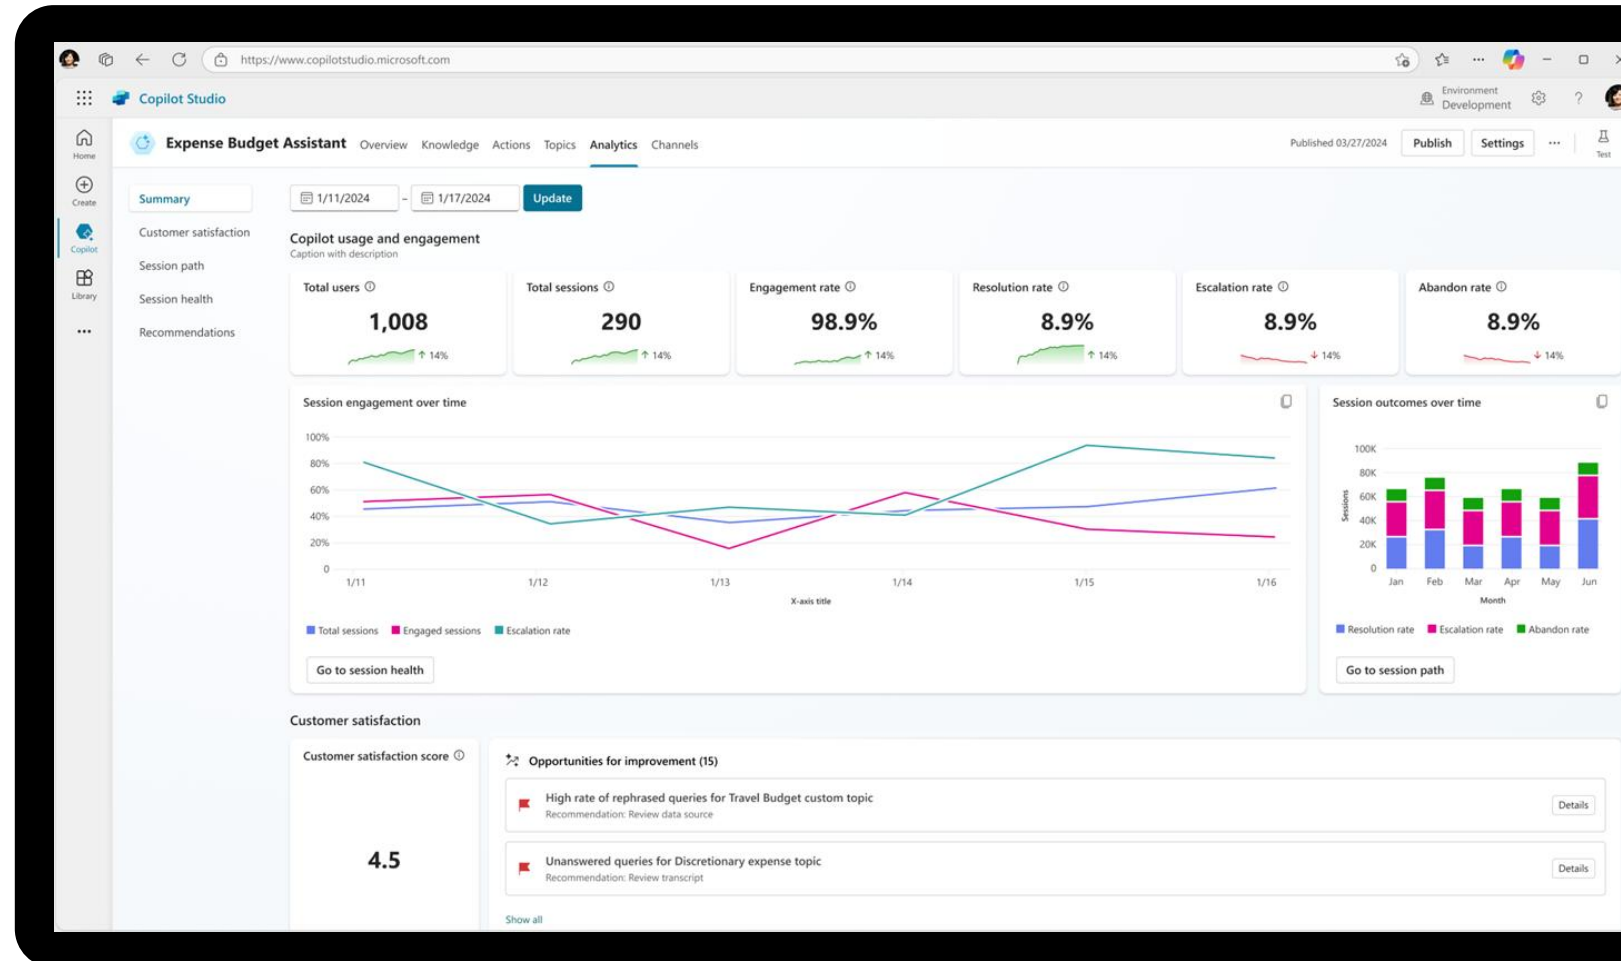 https://www.copilotstudio.microsoft.com
Copilot Studio
Environment
Development
Home
Create
Copilot
Library
Expense Budget Assistant Overview Knowledge Actions Topics Analytics Channels
Published 03/27/2024 Publish Settings
Test
Summary
Customer satisfaction
Session path
Session health
Recommendations
1/11/2024 – 1/17/2024 Update
Copilot usage and engagement
Caption with description
Total users
1,008
↑ 14%
Total sessions
290
↑ 14%
Engagement rate
98.9%
↑ 14%
Resolution rate
8.9%
↑ 14%
Escalation rate
8.9%
↓ 14%
Abandon rate
8.9%
↓ 14%
Session engagement over time
100%
80%
60%
40%
20%
0
1/11 1/12 1/13 1/14 1/15 1/16
X-axis title
Total sessions Engaged sessions Escalation rate
Go to session health
Session outcomes over time
100K
80K
60K
40K
20K
0
Sessions
Jan Feb Mar Apr May Jun
Month
Resolution rate Escalation rate Abandon rate
Go to session path
Customer satisfaction
Customer satisfaction score
4.5
Opportunities for improvement (15)
High rate of rephrased queries for Travel Budget custom topic
Recommendation: Review data source
Details
Unanswered queries for Discretionary expense topic
Recommendation: Review transcript
Details
Show all